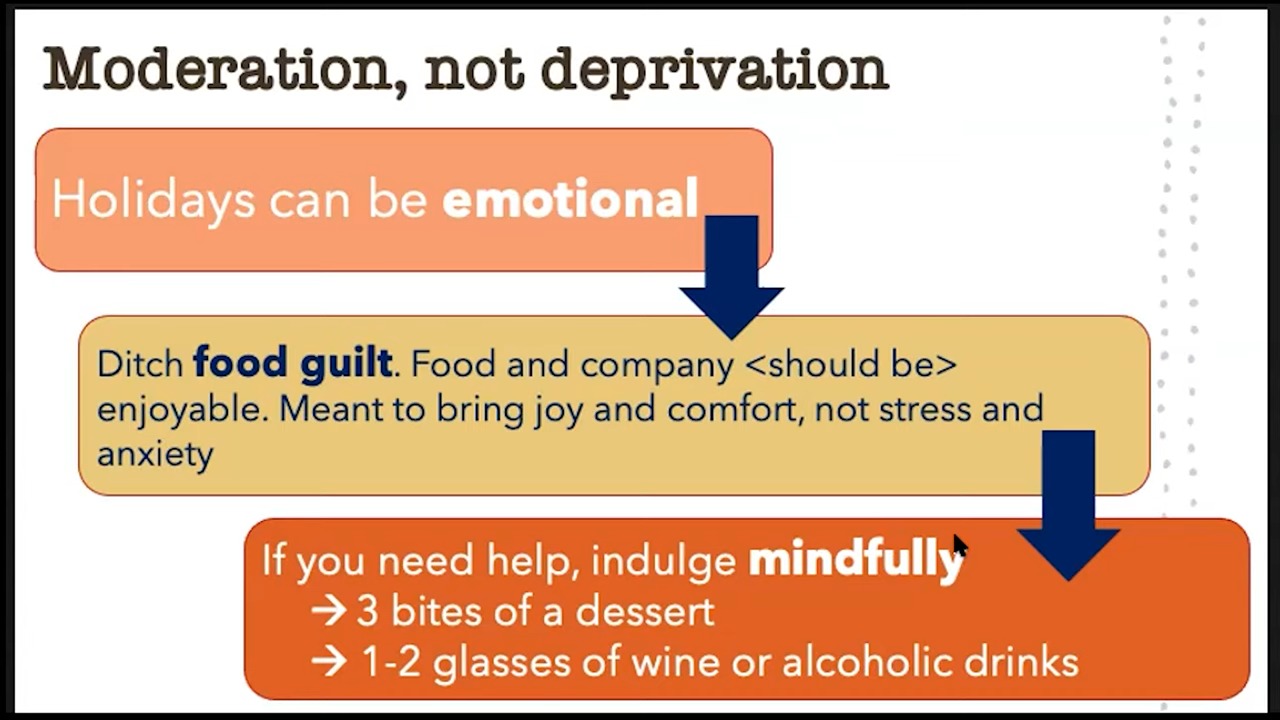 Moderation, not deprivation
Holidays can be emotional
Ditch food guilt. Food and company <should be>
enjoyable. Meant to bring joy and comfort, not stress and
anxiety
If you need help, indulge mindfully
→ 3 bites of a dessert
→ 1-2 glasses of wine or alcoholic drinks